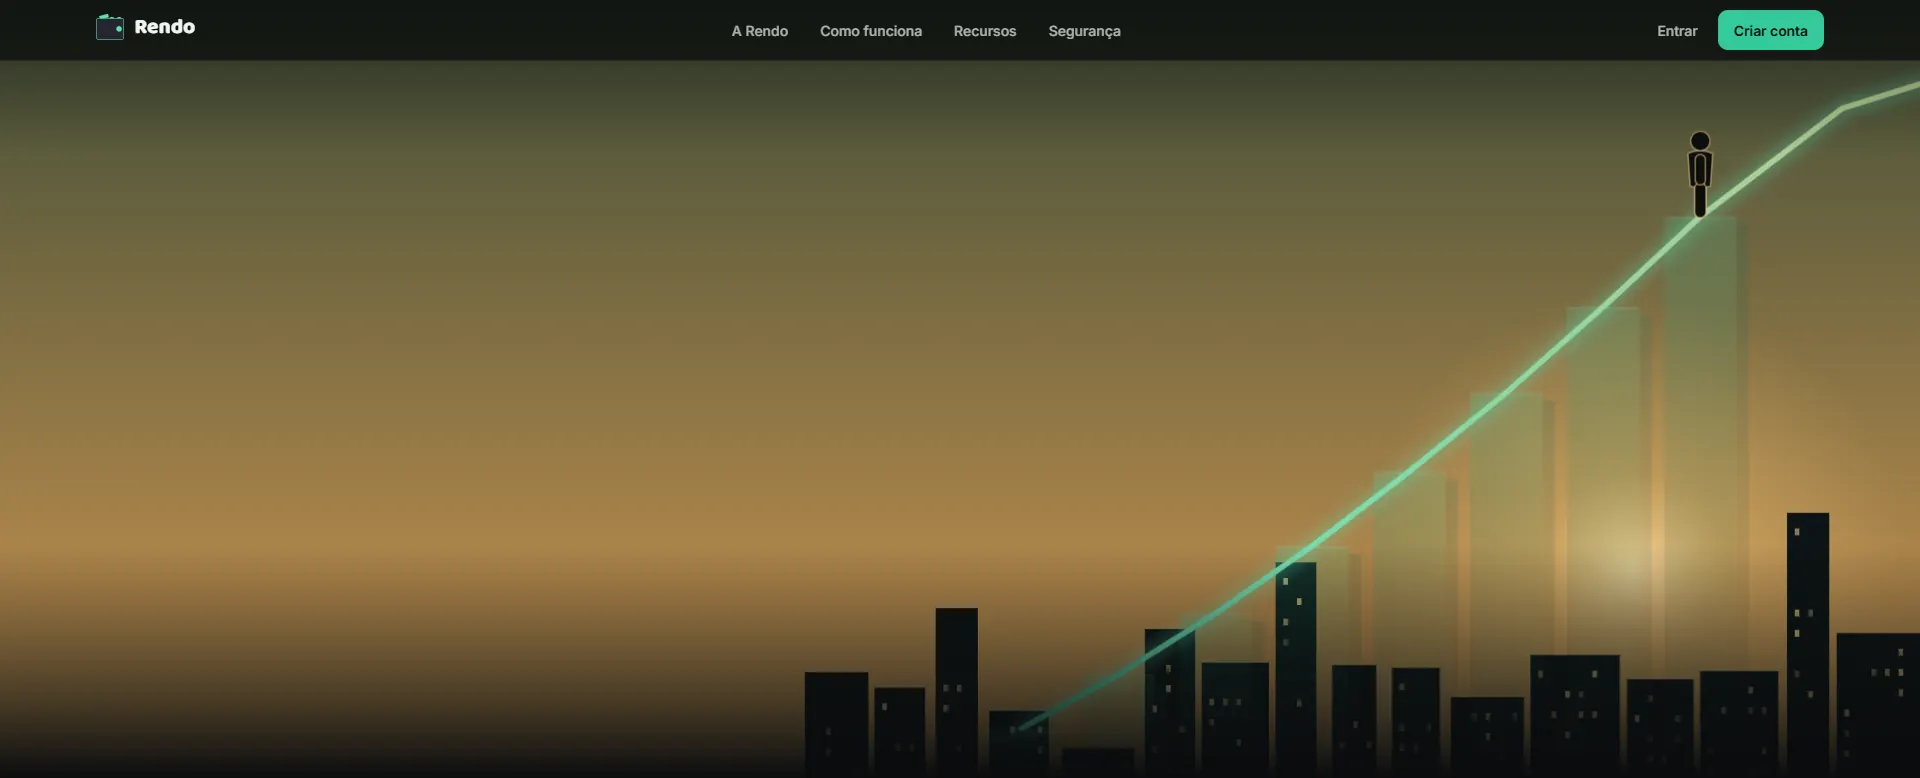 Rendo
A Rendo
Como funciona
Recursos
Segurança
Entrar
Criar conta